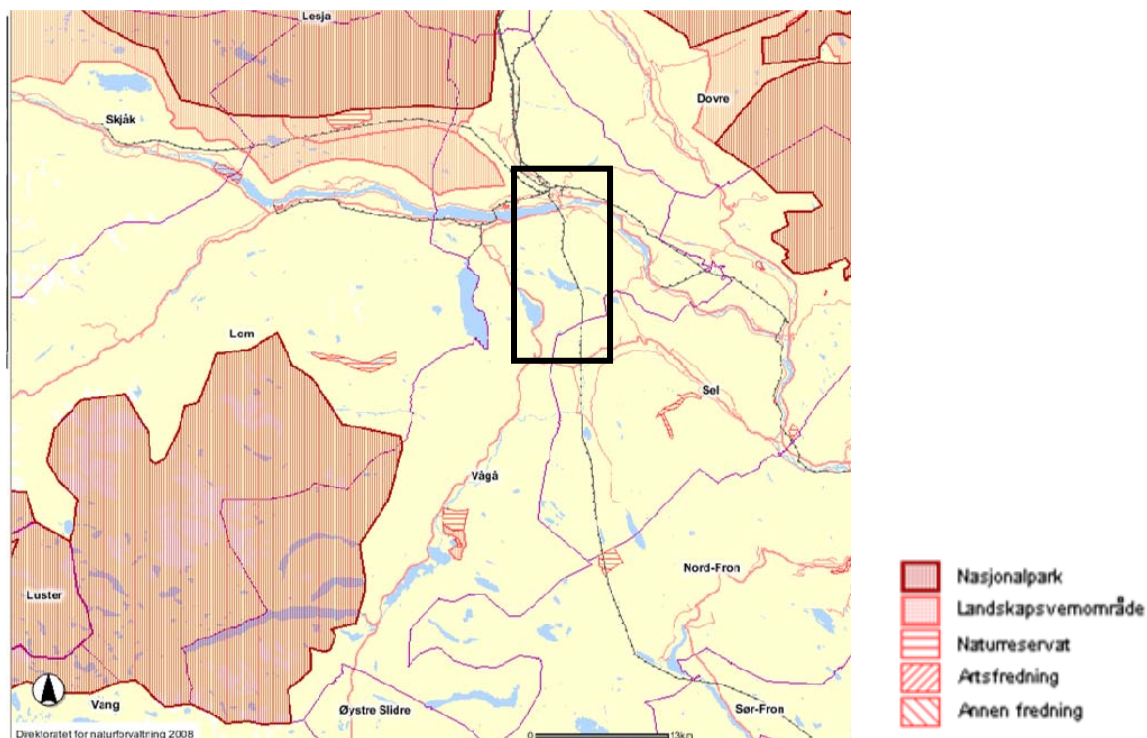 Lesja
Dovre
Skjåk
Lom
Sel
Vågå
Nord-Fron
Luster
Vang
Øystre Slidre
Sør-Fron
Direktoratet for naturforvaltning 2008
0 13km
Nasjonalpark
Landskapsvernområde
Naturreservat
Artsfredning
Annen fredning